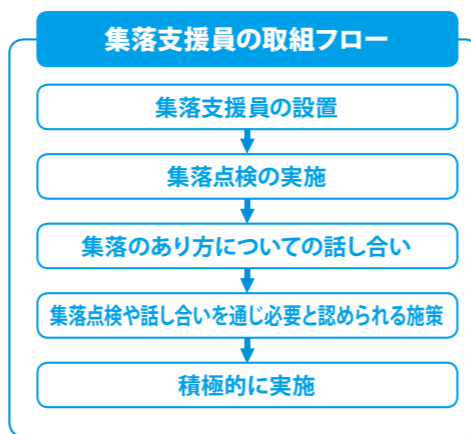 集落支援員の取組フロー
集落支援員の設置
集落点検の実施
集落のあり方についての話し合い
集落点検や話し合いを通じ必要と認められる施策
積極的に実施